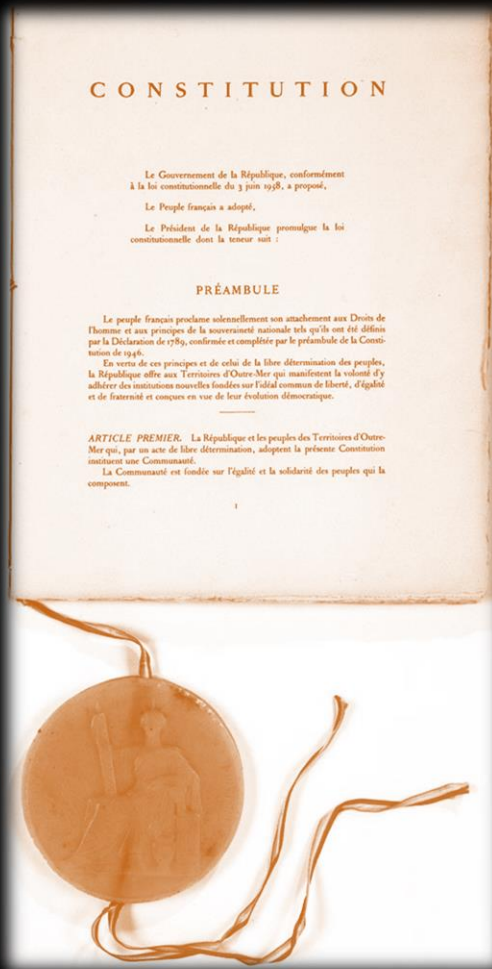 CONSTITUTION
Le Gouvernement de la République, conformément
à la loi constitutionnelle du 3 juin 1958, a proposé,
Le Peuple français a adopté,
Le Président de la République promulgue la loi
constitutionnelle dont la teneur suit :
PRÉAMBULE
Le peuple français proclame solennellement son attachement aux Droits de
l'homme et aux principes de la souveraineté nationale tels qu'ils ont été définis
par la Déclaration de 1789, confirmée et complétée par le préambule de la Consti-
tution de 1946.
En vertu de ces principes et de celui de la libre détermination des peuples,
la République offre aux Territoires d'Outre-Mer qui manifestent la volonté d'y
adhérer des institutions nouvelles fondées sur l'idéal commun de liberté, d'égalité
et de fraternité et conçues en vue de leur évolution démocratique.
ARTICLE PREMIER. La République et les peuples des Territoires d'Outre-
Mer qui, par un acte de libre détermination, adoptent la présente Constitution
instituent une Communauté.
La Communauté est fondée sur l'égalité et la solidarité des peuples qui la
composent.
1